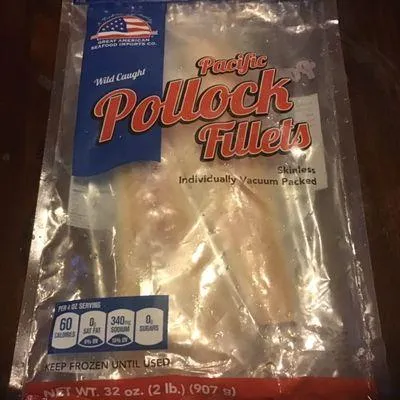 GREAT AMERICAN
SEAFOOD IMPORTS CO.
Wild Caught
Pacific
Pollock
Fillets
Skinless
Individually Vacuum Packed
PER 4 OZ SERVING
60
CALORIES
0g
SAT FAT
0% DV
340mg
SODIUM
0g
SUGARS
KEEP FROZEN UNTIL USED
NET WT. 32 oz. (2 lb.) (907 g)